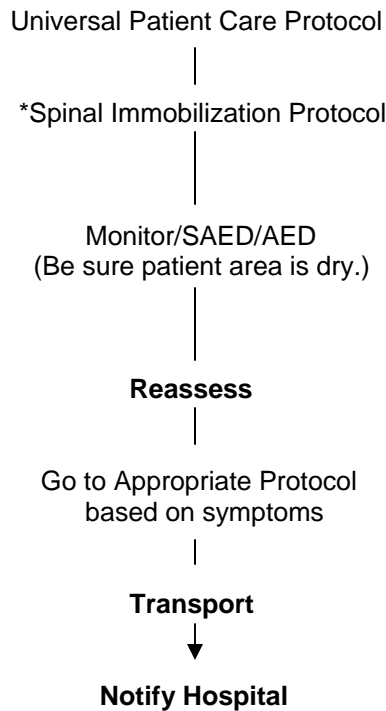 Universal Patient Care Protocol
*Spinal Immobilization Protocol
Monitor/SAED/AED
(Be sure patient area is dry.)
Reassess
Go to Appropriate Protocol
based on symptoms
Transport
Notify Hospital